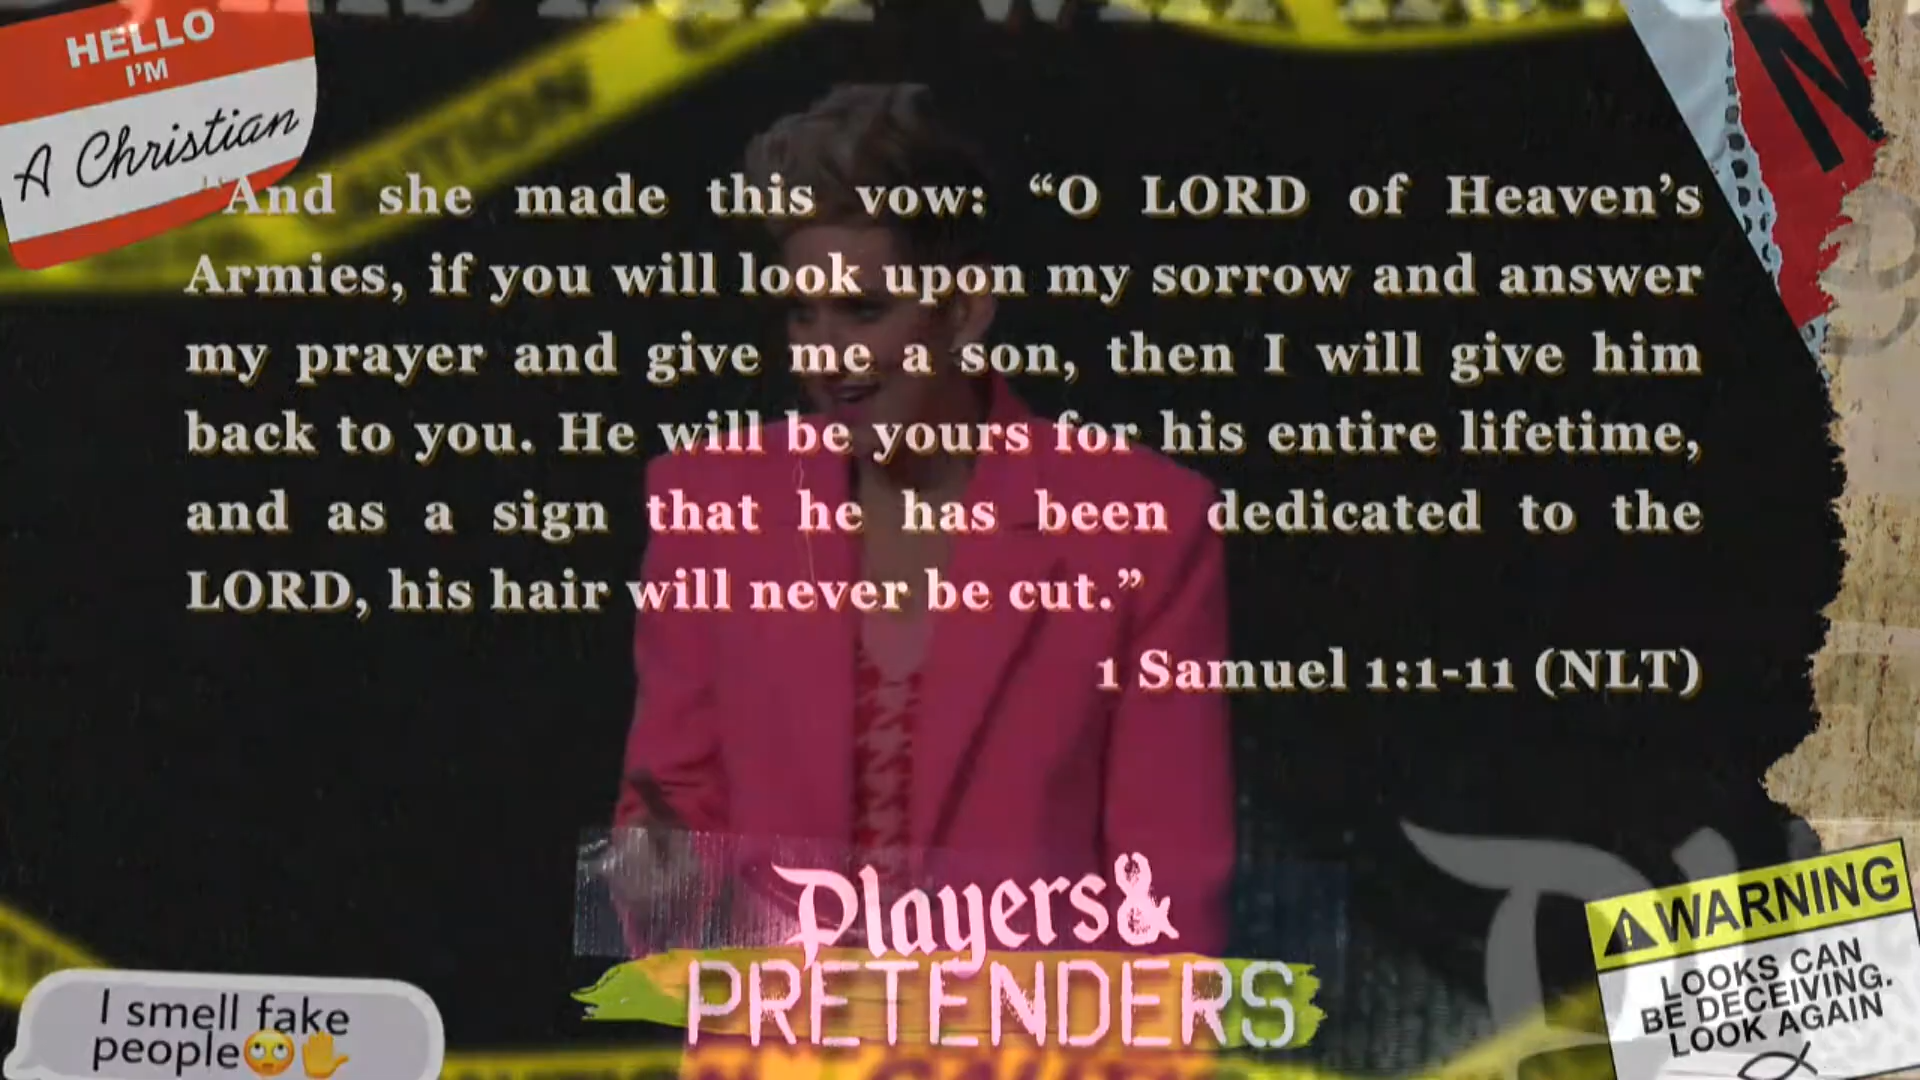 HELLO
I'M
A Christian
CAUTION
"And she made this vow: “O LORD of Heaven’s
Armies, if you will look upon my sorrow and answer
my prayer and give me a son, then I will give him
back to you. He will be yours for his entire lifetime,
and as a sign that he has been dedicated to the
LORD, his hair will never be cut.”
1 Samuel 1:1-11 (NLT)
Players&
PRETENDERS
I smell fake
people🙄✋
⚠WARNING
LOOKS CAN
BE DECEIVING.
LOOK AGAIN